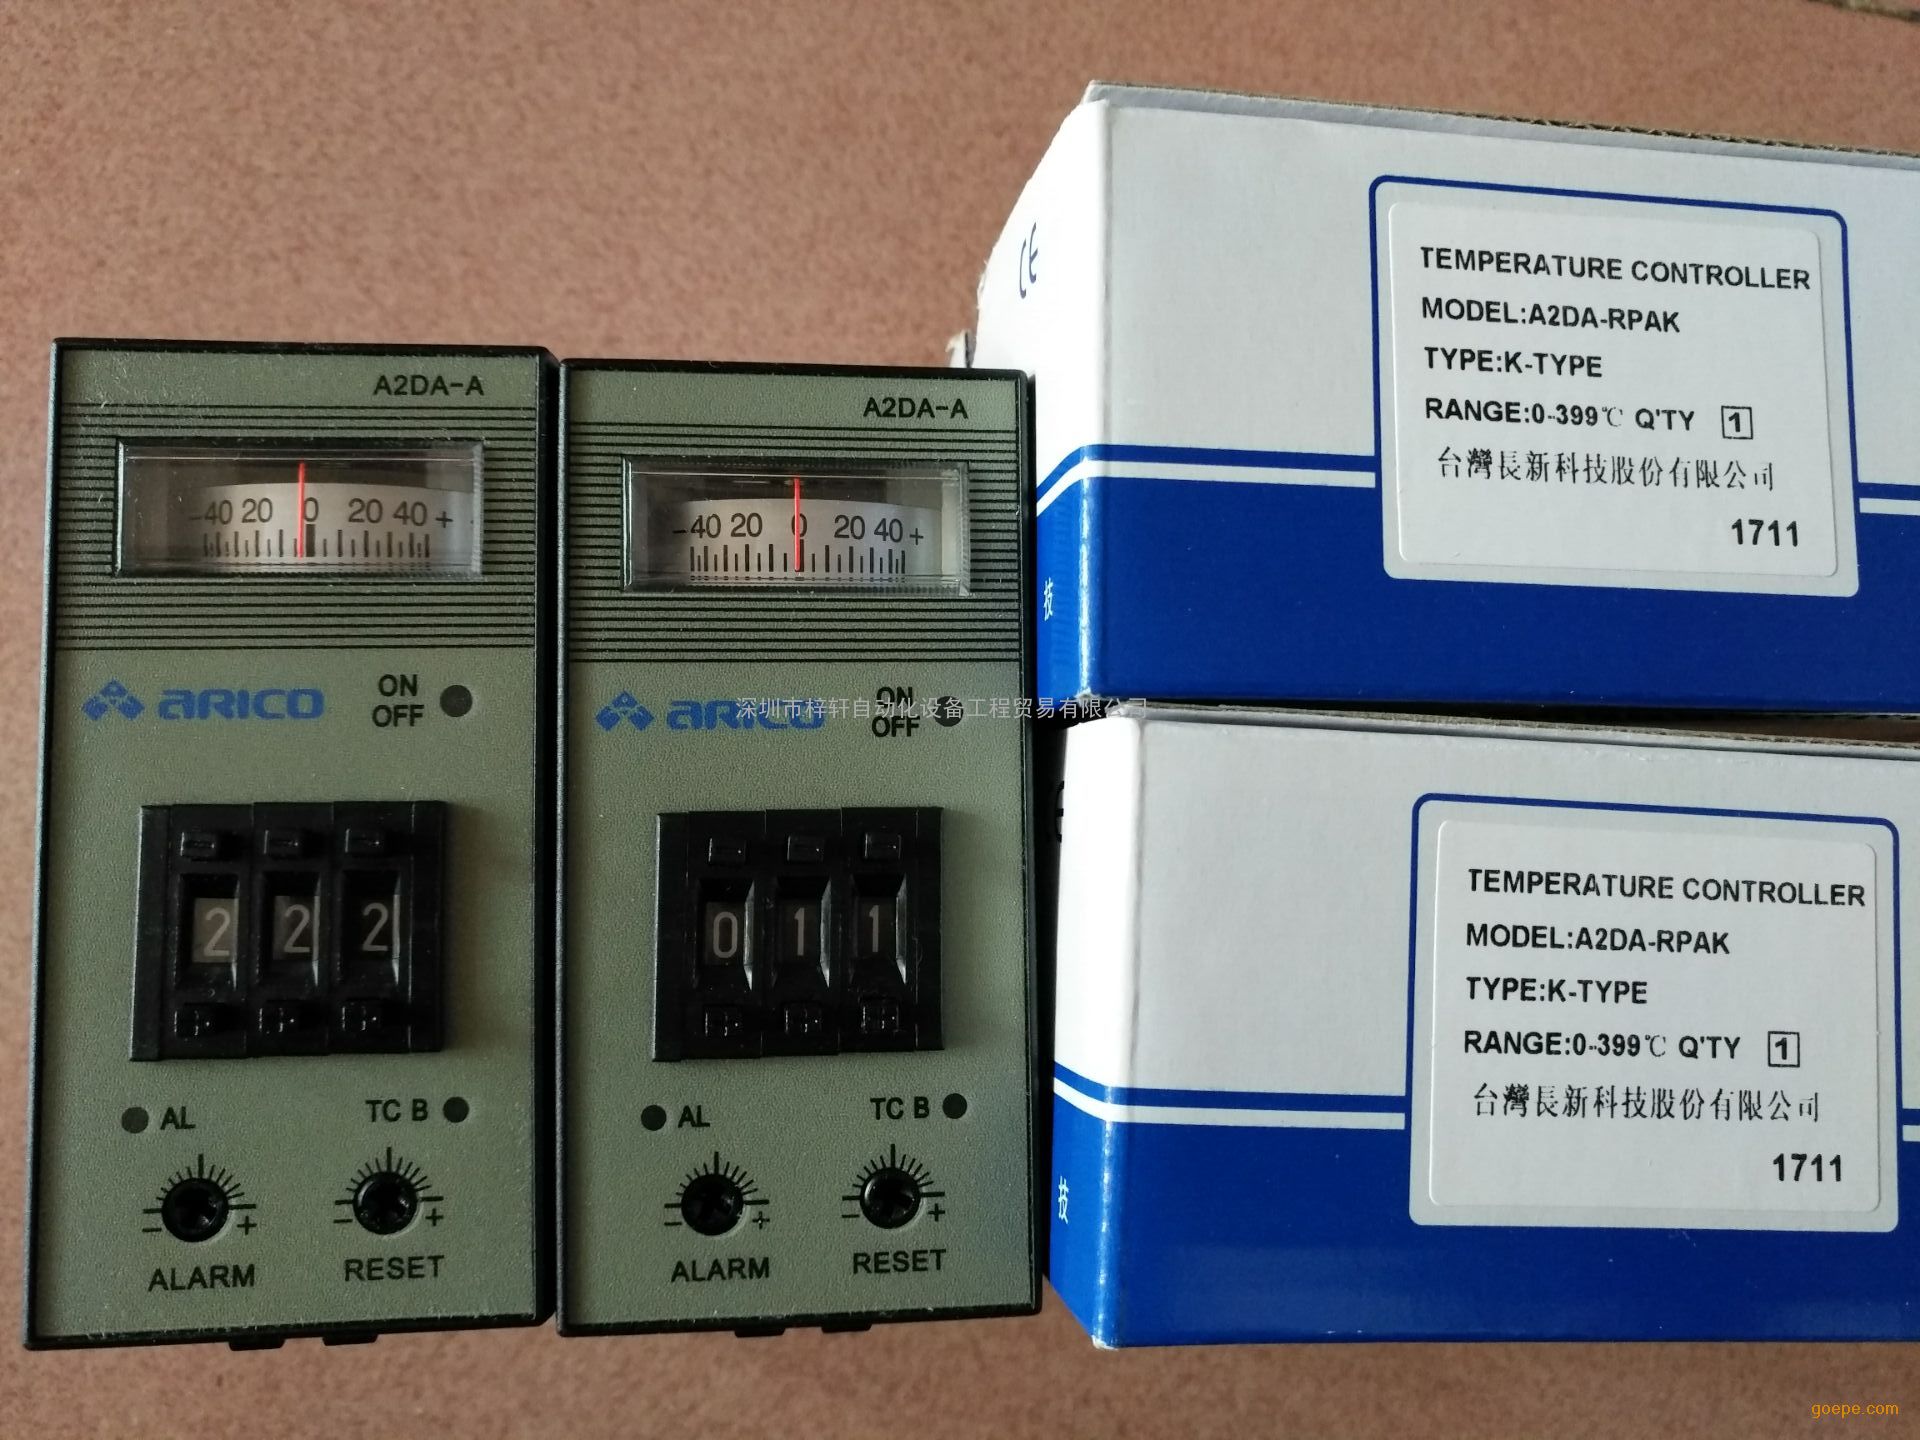 A2DA-A
-40 20 0 20 40 +
ARICO
ON
OFF
2 2 2
AL
TC B
- +
- +
ALARM
RESET
A2DA-A
-40 20 0 20 40 +
ARICO
ON
OFF
0 1 1
AL
TC B
- +
- +
ALARM
RESET
深圳市梓轩自动化设备工程贸易有限公司
CE
技
TEMPERATURE CONTROLLER
MODEL:A2DA-RPAK
TYPE:K-TYPE
RANGE:0-399℃ Q'TY 1
台灣長新科技股份有限公司
1711
技
TEMPERATURE CONTROLLER
MODEL:A2DA-RPAK
TYPE:K-TYPE
RANGE:0-399℃ Q'TY 1
台灣長新科技股份有限公司
1711
goepe.com